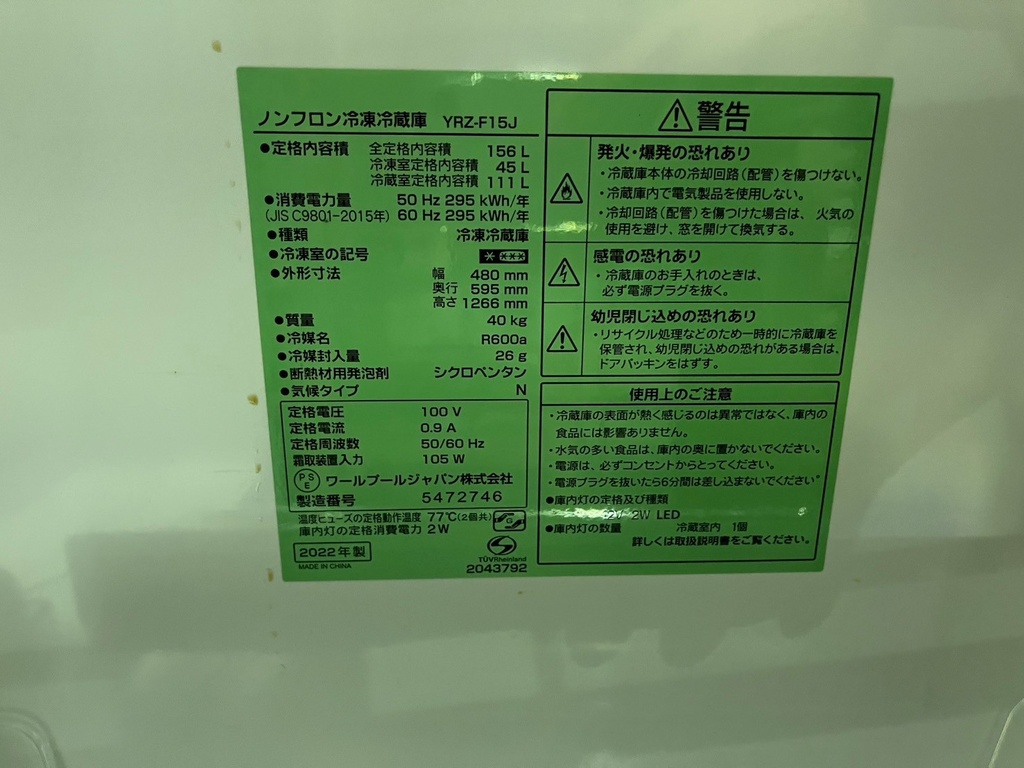 ノンフロン冷凍冷蔵庫 YRZ-F15J
●定格内容積 全定格内容積 156 L
冷凍室定格内容積 45 L
冷蔵室定格内容積 111 L
●消費電力量 50 Hz 295 kWh/年
(JIS C9801-2015年) 60 Hz 295 kWh/年
●種類 冷凍冷蔵庫
●冷凍室の記号
●外形寸法 幅 480 mm
奥行 595 mm
高さ 1266 mm
●質量 40 kg
●冷媒名 R600a
●冷媒封入量 26 g
●断熱材用発泡剤 シクロペンタン
●気候タイプ N
定格電圧 100 V
定格電流 0.9 A
定格周波数 50/60 Hz
霜取装置入力 105 W
PSE ワールプールジャパン株式会社
製造番号 5472746
温度ヒューズの定格動作温度 77℃(2個共)
庫内灯の定格消費電力 2W
G
2022年製
MADE IN CHINA
TÜVRheinland
2043792
警告
発火・爆発の恐れあり
・冷蔵庫本体の冷却回路(配管)を傷つけない。
・冷蔵庫内で電気製品を使用しない。
・冷却回路(配管)を傷つけた場合は、火気の
使用を避け、窓を開けて換気する。
感電の恐れあり
・冷蔵庫のお手入れのときは、
必ず電源プラグを抜く。
幼児閉じ込めの恐れあり
・リサイクル処理などのため一時的に冷蔵庫を
保管され、幼児閉じ込めの恐れがある場合は、
ドアパッキンをはずす。
使用上のご注意
・冷蔵庫の表面が熱く感じるのは異常ではなく、庫内の
食品には影響ありません。
・水気の多い食品は、庫内の奥に置かないでください。
・電源は、必ずコンセントからとってください。
・電源プラグを抜いたら6分間は差し込まないでください。
●庫内灯の定格及び種類
2W LED
●庫内灯の数量 冷蔵室内 1個
詳しくは取扱説明書をご覧ください。